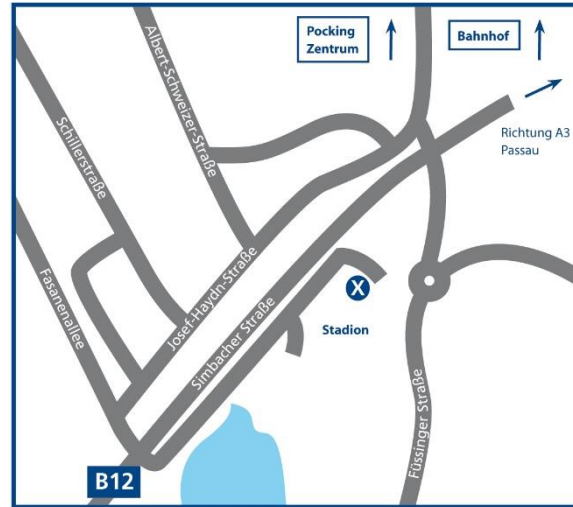 Pocking
Zentrum
Bahnhof
Richtung A3
Passau
Albert-Schweizer-Straße
Schillerstraße
Fasanenallee
Josef-Haydn-Straße
Simbacher Straße
X
Stadion
Füssinger Straße
B12